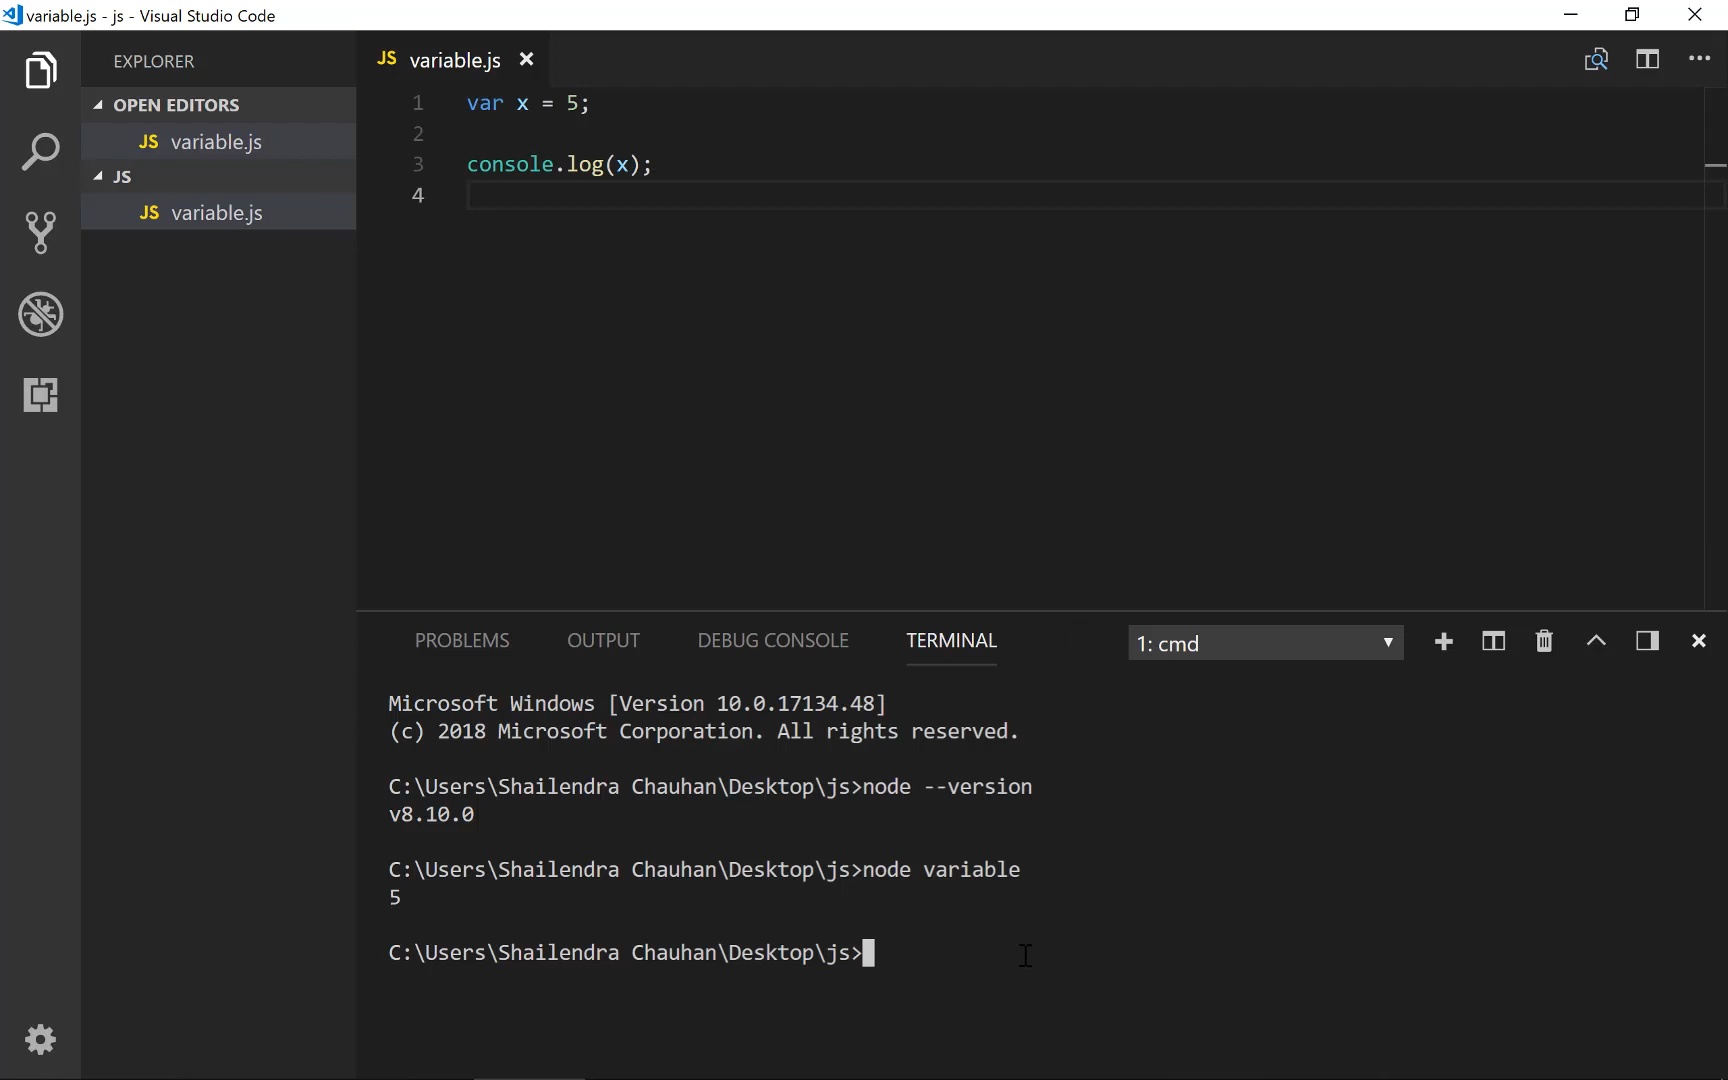 variable.js - js - Visual Studio Code
EXPLORER
OPEN EDITORS
JS variable.js
JS
JS variable.js
JS variable.js
1 var x = 5;
2
3 console.log(x);
4
PROBLEMS OUTPUT DEBUG CONSOLE TERMINAL 1: cmd
Microsoft Windows [Version 10.0.17134.48]
(c) 2018 Microsoft Corporation. All rights reserved.
C:\Users\Shailendra Chauhan\Desktop\js>node --version
v8.10.0
C:\Users\Shailendra Chauhan\Desktop\js>node variable
5
C:\Users\Shailendra Chauhan\Desktop\js>